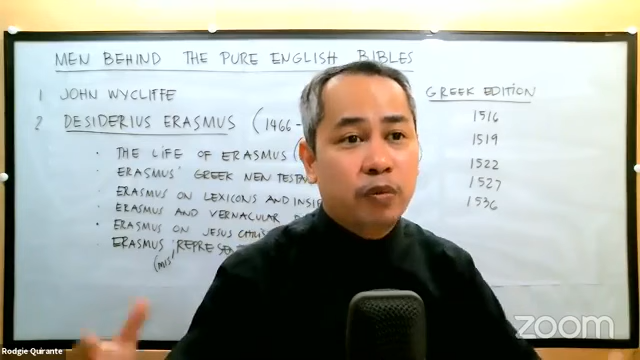 MEN BEHIND THE PURE ENGLISH BIBLES
1 JOHN WYCLIFFE
2 DESIDERIUS ERASMUS (1466-
• THE LIFE OF ERASMUS (
• ERASMUS' GREEK NEW TESTA
• ERASMUS ON LEXICONS AND
• ERASMUS AND VERNACULAR
• ERASMUS ON JESUS
• ERASMUS' REPRESEN
(mis
GREEK EDITION
1516
1519
1522
1527
1536
Rodgie Quirante
zoom